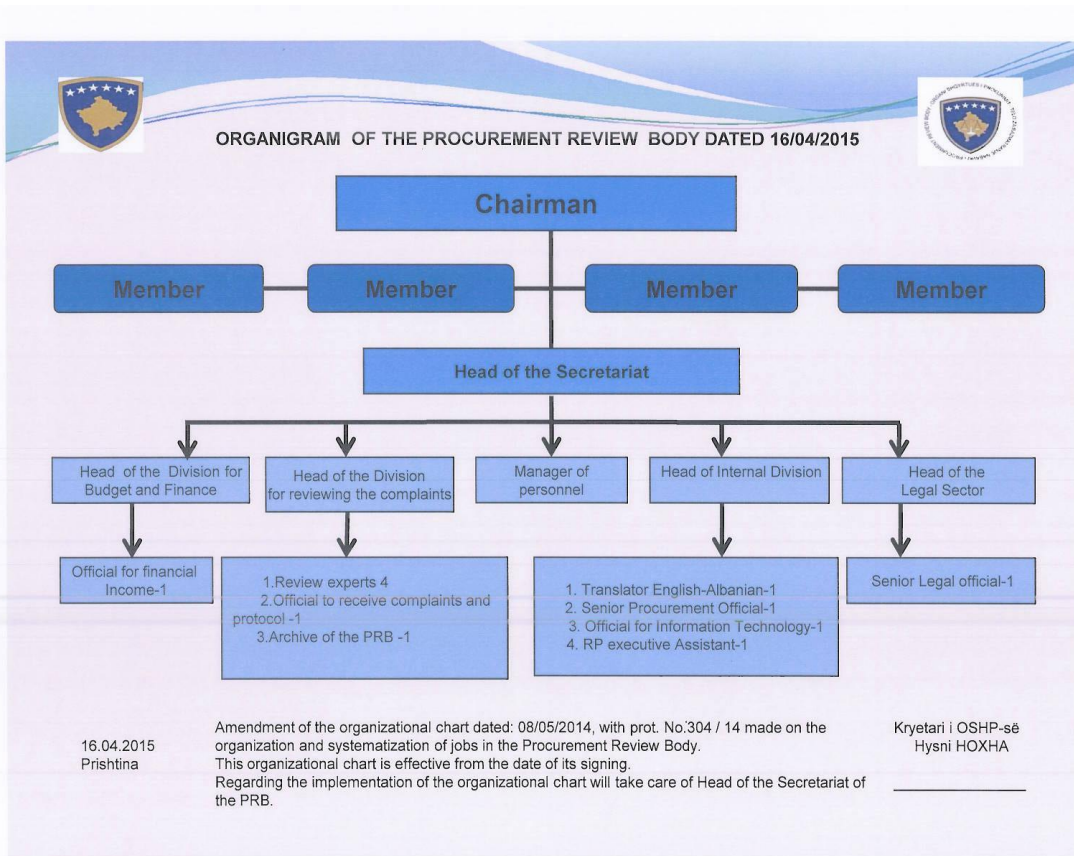 ORGANIGRAM OF THE PROCUREMENT REVIEW BODY DATED 16/04/2015
Chairman
Member
Member
Member
Member
Head of the Secretariat
Head of the Division for
Budget and Finance
Head of the Division
for reviewing the complaints
Manager of
personnel
Head of Internal Division
Head of the
Legal Sector
Official for financial
Income-1
1.Review experts 4
2.Official to receive complaints and
protocol -1
3.Archive of the PRB -1
1. Translator English-Albanian-1
2. Senior Procurement Official-1
3. Official for Information Technology-1
4. RP executive Assistant-1
Senior Legal official-1
16.04.2015
Prishtina
Amendment of the organizational chart dated: 08/05/2014, with prot. No.304 / 14 made on the
organization and systematization of jobs in the Procurement Review Body.
This organizational chart is effective from the date of its signing.
Regarding the implementation of the organizational chart will take care of Head of the Secretariat of
the PRB.
Kryetari i OSHP-së
Hysni HOXHA